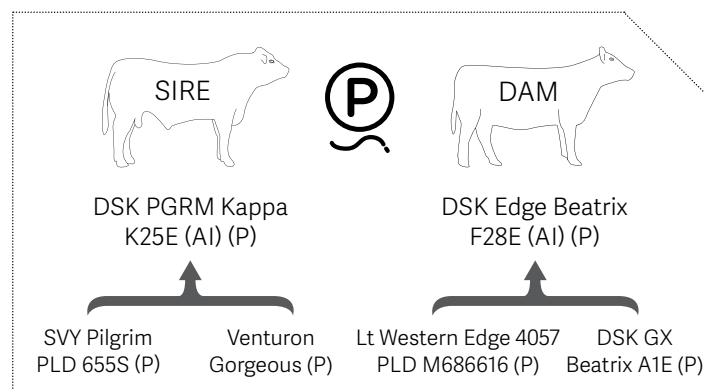 SIRE
P
DAM
DSK PGRM Kappa
K25E (AI) (P)
DSK Edge Beatrix
F28E (AI) (P)
SVY Pilgrim
PLD 655S (P)
Venturon
Gorgeous (P)
Lt Western Edge 4057
PLD M686616 (P)
DSK GX
Beatrix A1E (P)